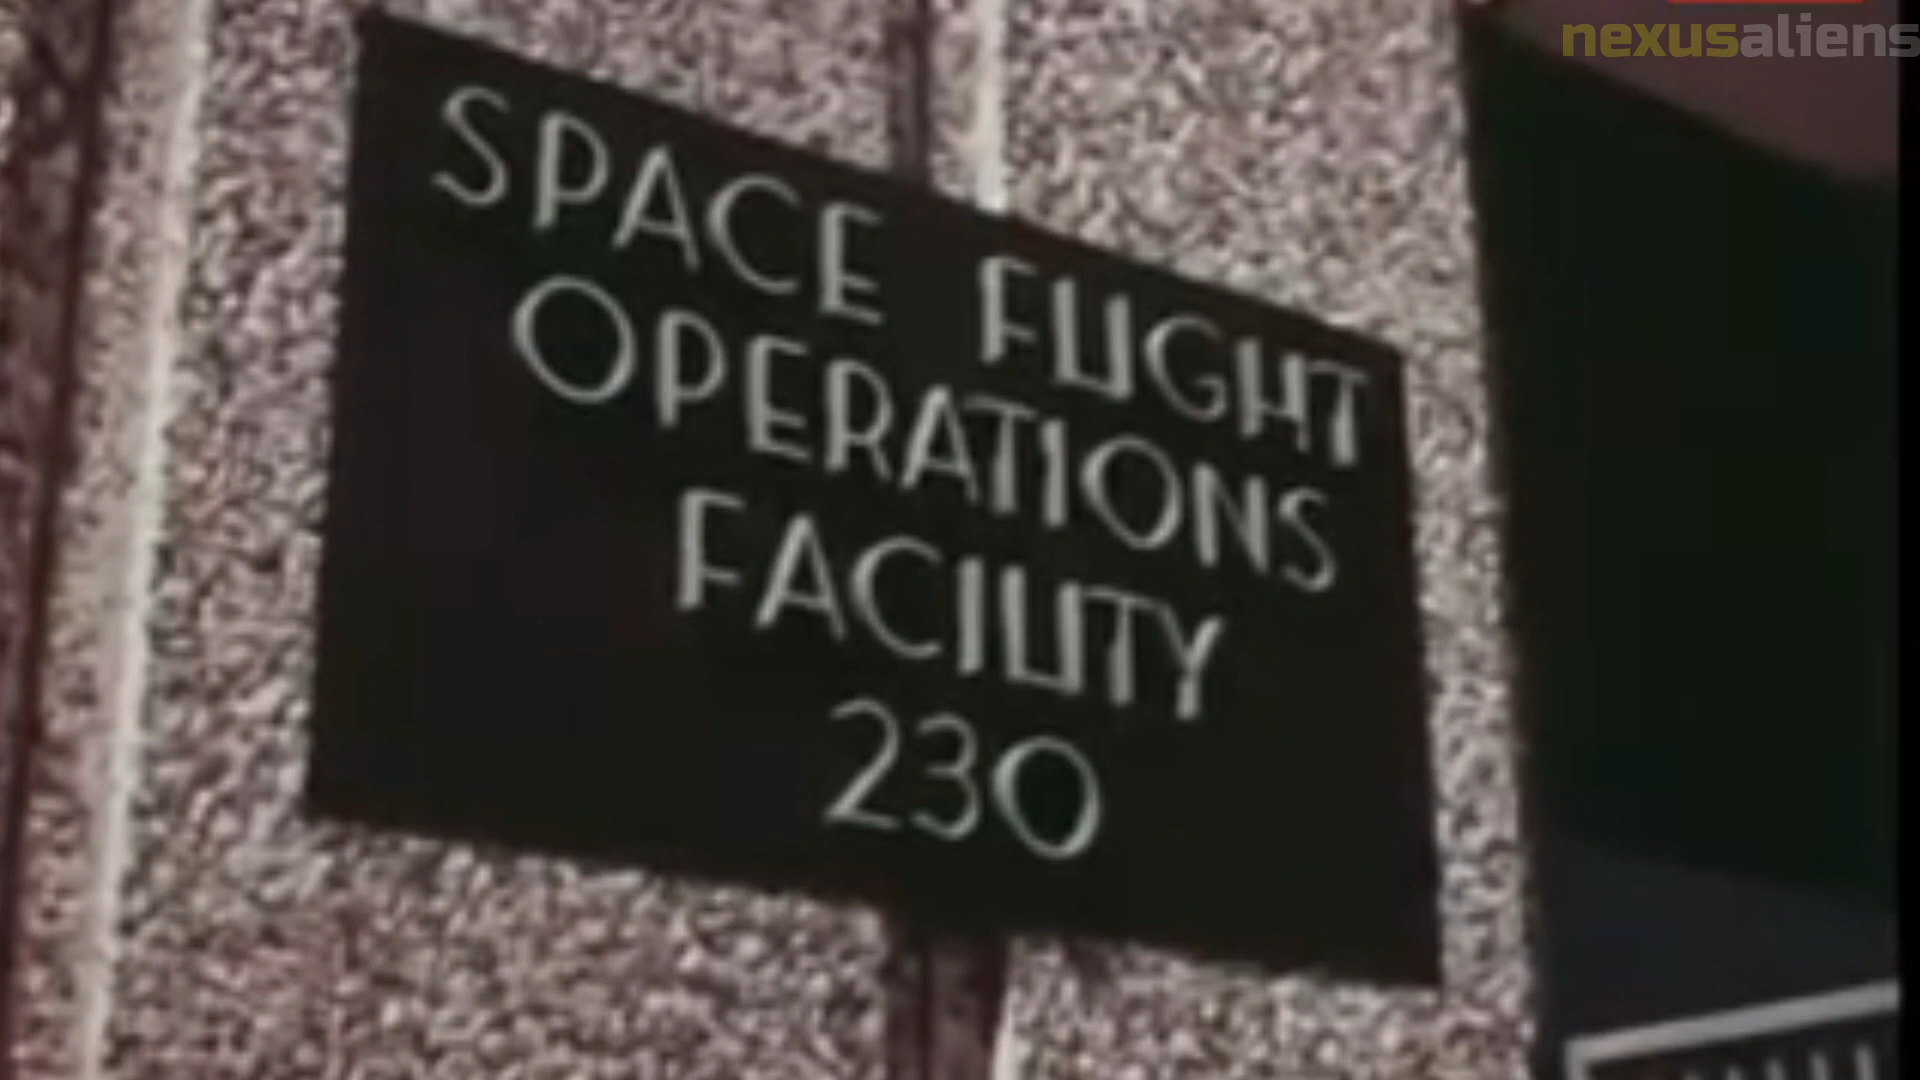 nexusaliens
SPACE FLIGHT
OPERATIONS
FACILITY
230